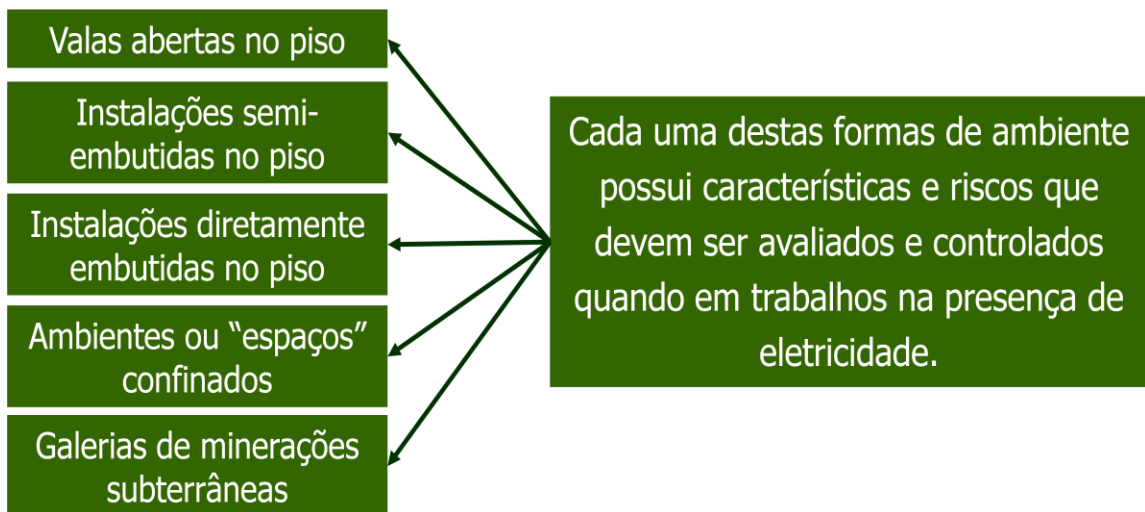 Valas abertas no piso
Instalações semi-
embutidas no piso
Instalações diretamente
embutidas no piso
Ambientes ou “espaços”
confinados
Galerias de minerações
subterrâneas
Cada uma destas formas de ambiente
possui características e riscos que
devem ser avaliados e controlados
quando em trabalhos na presença de
eletricidade.